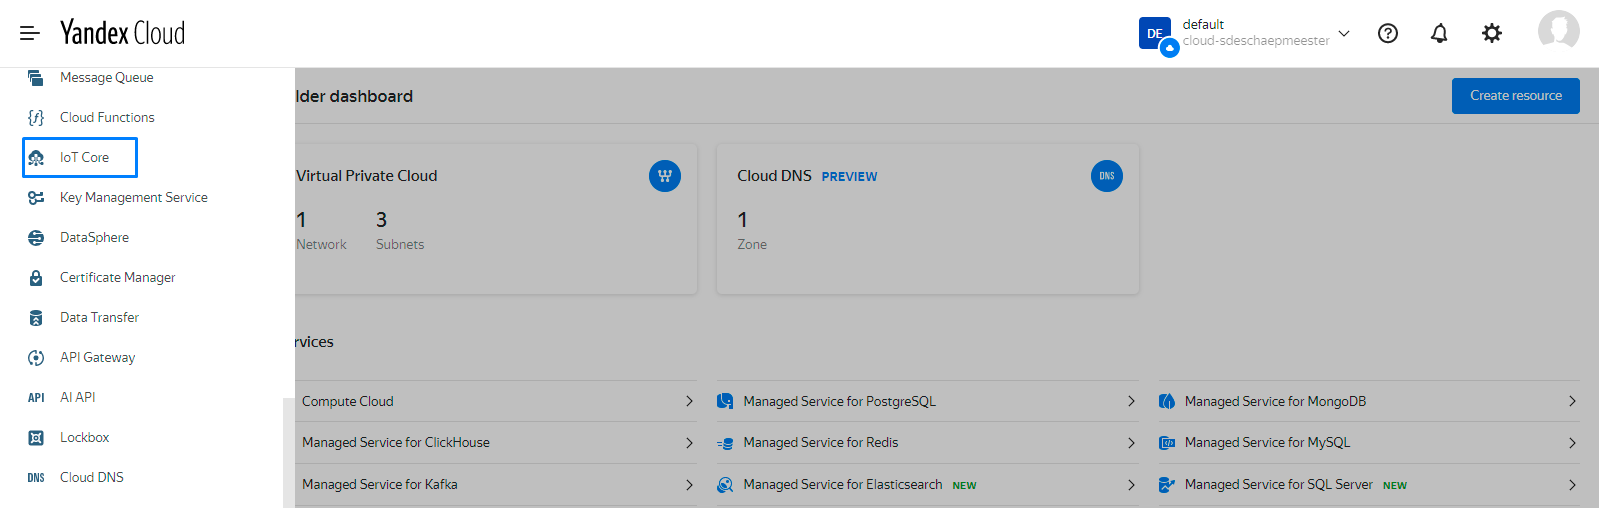 Yandex Cloud
DE
default
cloud-sdeschaepmeester
Message Queue
Cloud Functions
IoT Core
Key Management Service
DataSphere
Certificate Manager
Data Transfer
API Gateway
API AI API
Lockbox
DNS Cloud DNS
lder dashboard
Create resource
Virtual Private Cloud
1 3
Network Subnets
Cloud DNS PREVIEW
DNS
1
Zone
rvices
Compute Cloud
Managed Service for PostgreSQL
Managed Service for MongoDB
Managed Service for ClickHouse
Managed Service for Redis
Managed Service for MySQL
Managed Service for Kafka
Managed Service for Elasticsearch NEW
Managed Service for SQL Server NEW